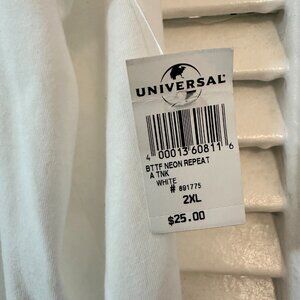 UNIVERSAL
4 00013 60811 6
BTTF NEON REPEAT
A TNK
WHITE
# 891775
2XL
$25.00